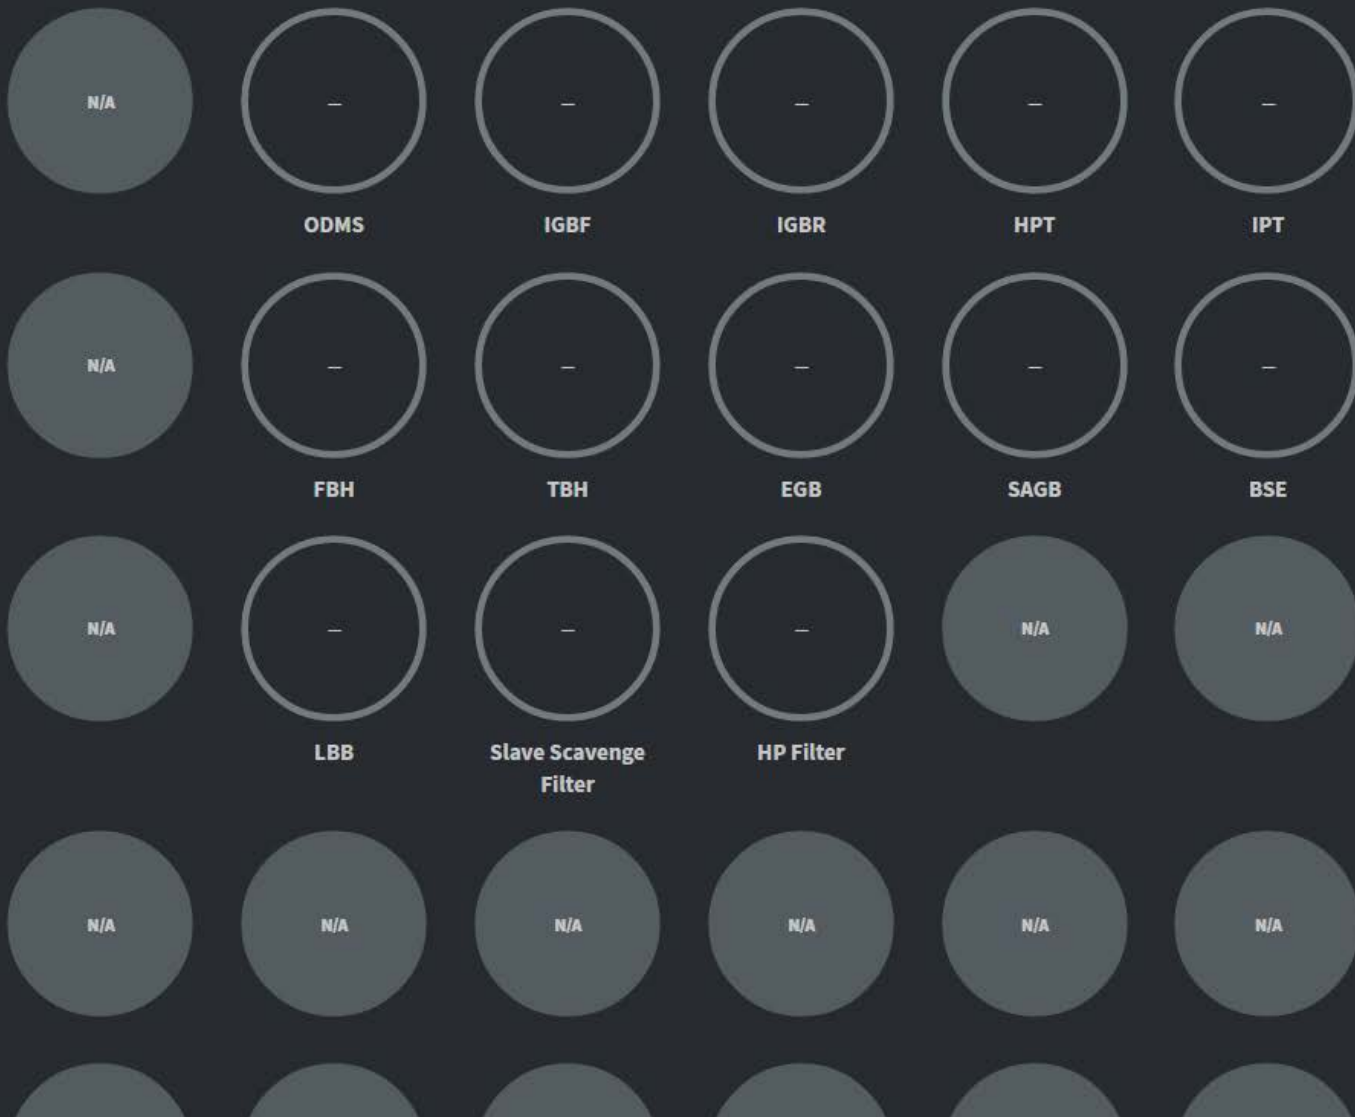 N/A – – – – –
ODMS IGBF IGBR HPT IPT
N/A – – – – –
FBH TBH EGB SAGB BSE
N/A – – – N/A N/A
LBB Slave Scavenge HP Filter
Filter
N/A N/A N/A N/A N/A N/A